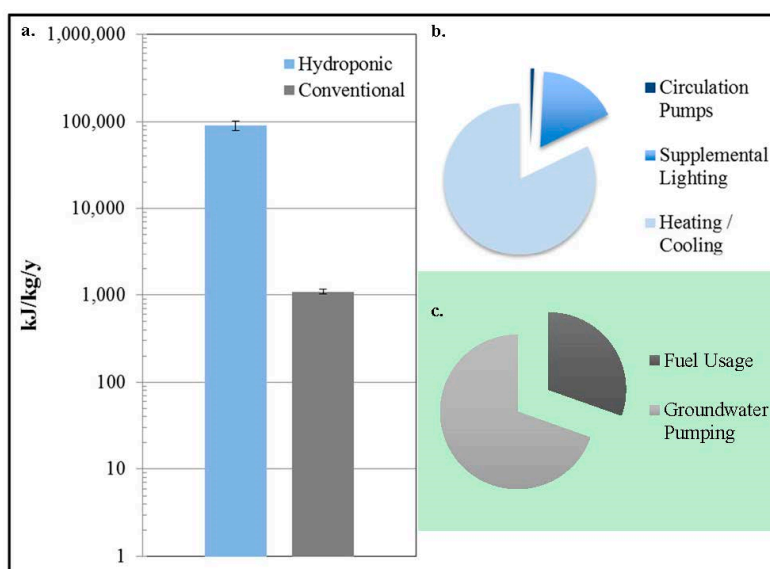 a.
1,000,000
100,000
10,000
1,000
100
10
1
kJ/kg/y
Hydroponic
Conventional
b.
Circulation
Pumps
Supplemental
Lighting
Heating /
Cooling
c.
Fuel Usage
Groundwater
Pumping